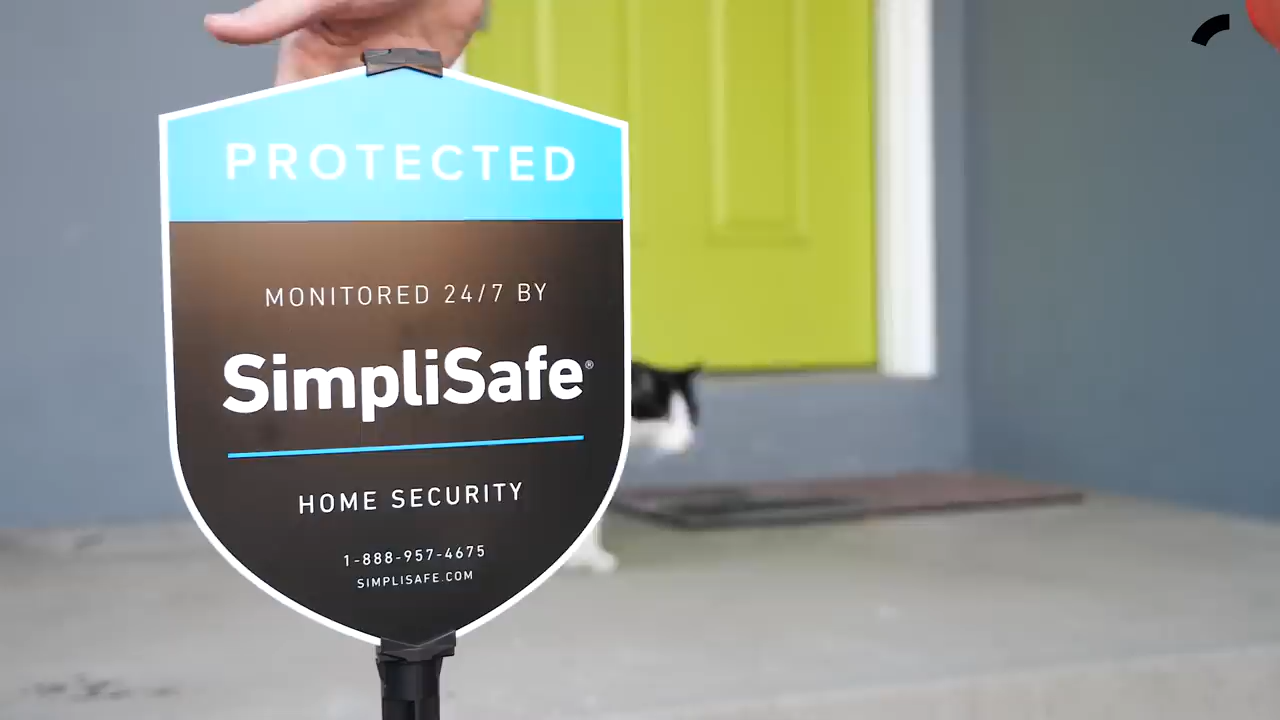 PROTECTED
MONITORED 24/7 BY
SimpliSafe®
HOME SECURITY
1-888-957-4675
SIMPLISAFE.COM